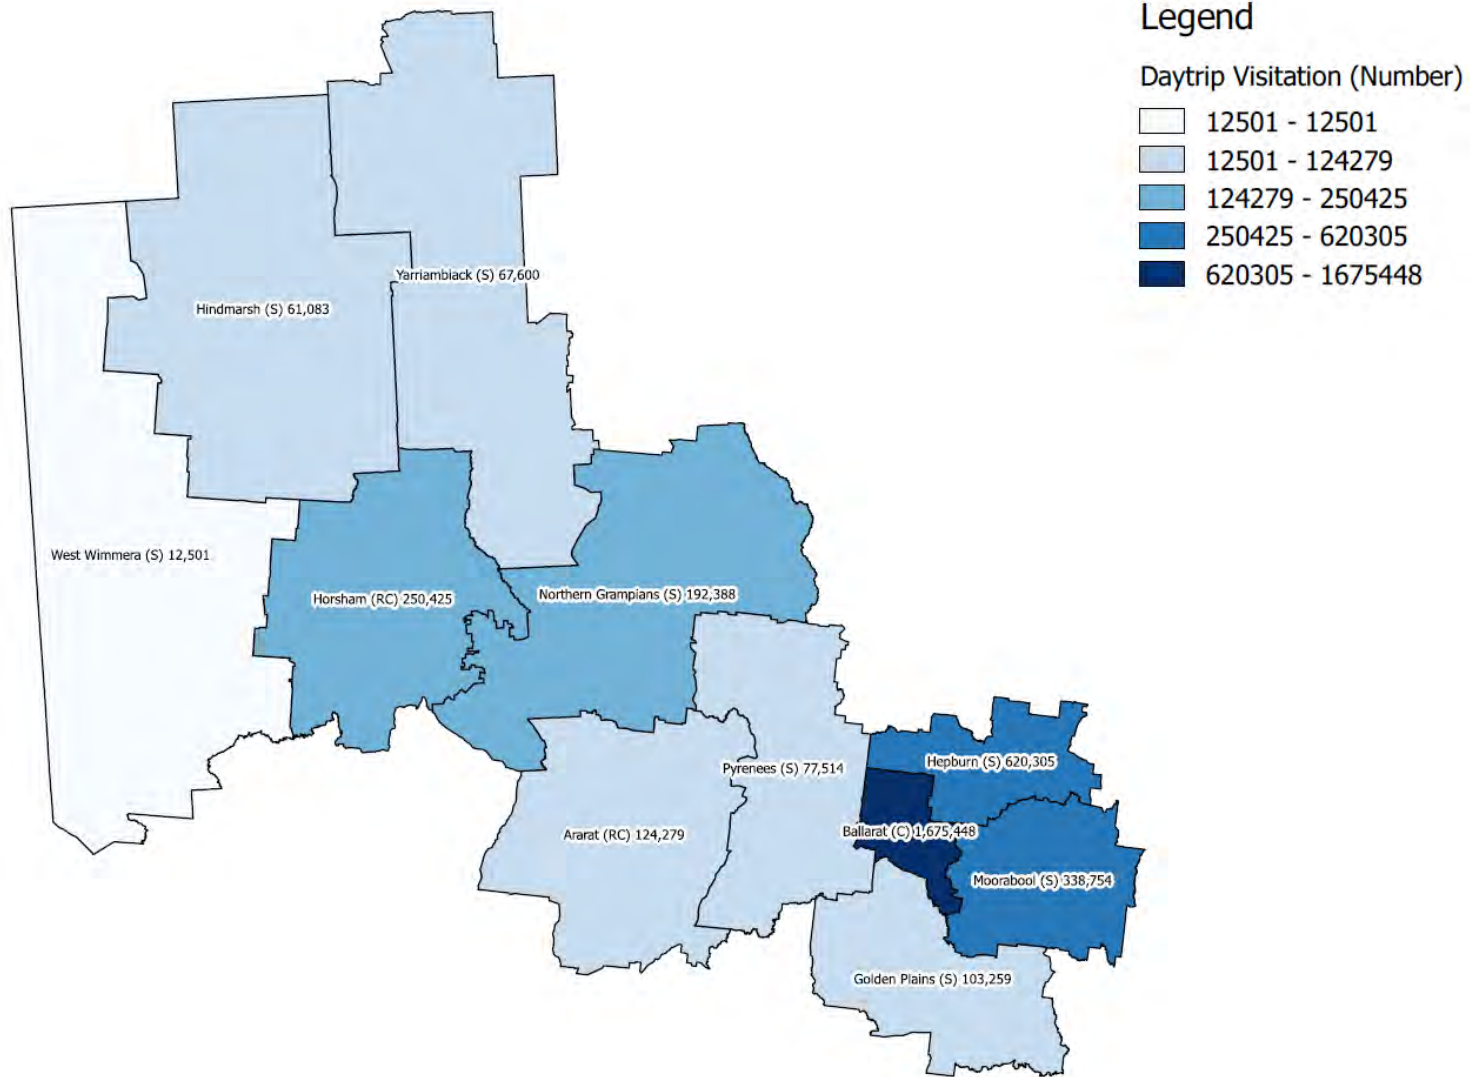 Legend
Daytrip Visitation (Number)
12501 - 12501
12501 - 124279
124279 - 250425
250425 - 620305
620305 - 1675448
Yarriambiack (S) 67,600
Hindmarsh (S) 61,083
West Wimmera (S) 12,501
Horsham (RC) 250,425
Northern Grampians (S) 192,388
Hepburn (S) 620,305
Pyrenees (S) 77,514
Ballarat (C) 1,675,448
Ararat (RC) 124,279
Moorabool (S) 338,754
Golden Plains (S) 103,259